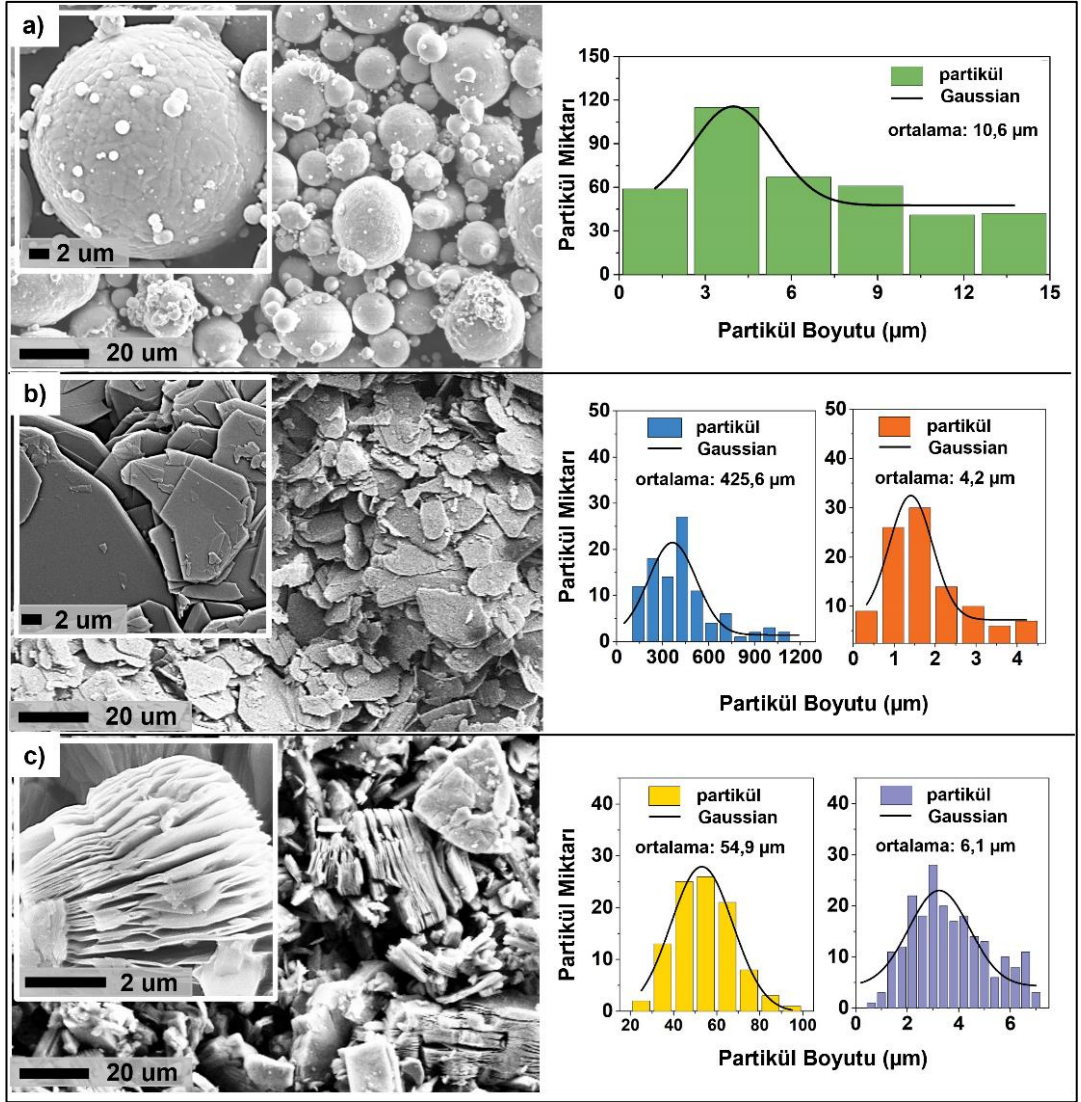 a)
2 um
20 um
partikül
Gaussian
ortalama: 10,6 µm
Partikül Miktarı
150
120
90
60
30
0
0 3 6 9 12 15
Partikül Boyutu (µm)
b)
2 um
20 um
partikül
Gaussian
ortalama: 425,6 µm
Partikül Miktarı
50
40
30
20
10
0
0 300 600 900 1200
partikül
Gaussian
ortalama: 4,2 µm
50
40
30
20
10
0 1 2 3 4
Partikül Boyutu (µm)
c)
2 um
20 um
partikül
Gaussian
ortalama: 54,9 µm
Partikül Miktarı
40
30
20
10
0
20 40 60 80 100
partikül
Gaussian
ortalama: 6,1 µm
40
30
20
10
0
2 4 6
Partikül Boyutu (µm)